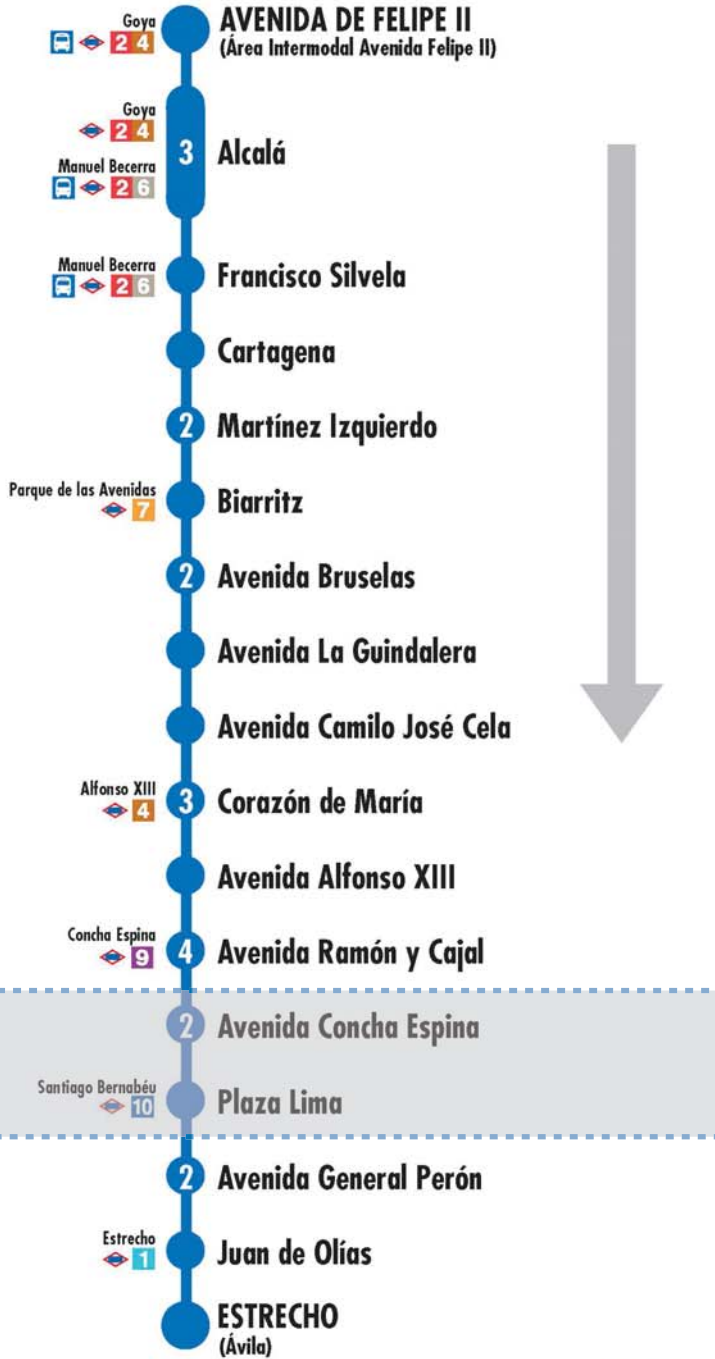 Goya
2 4
AVENIDA DE FELIPE II
(Área Intermodal Avenida Felipe II)
Goya
2 4
Manuel Becerra
2 6
3
Alcalá
Manuel Becerra
2 6
Francisco Silvela
Cartagena
2
Martínez Izquierdo
Parque de las Avenidas
7
Biarritz
2
Avenida Bruselas
Avenida La Guindalera
Avenida Camilo José Cela
Alfonso XIII
4
3
Corazón de María
Avenida Alfonso XIII
Concha Espina
9
4
Avenida Ramón y Cajal
2
Avenida Concha Espina
Santiago Bernabéu
10
Plaza Lima
2
Avenida General Perón
Estrecho
1
Juan de Olías
ESTRECHO
(Ávila)